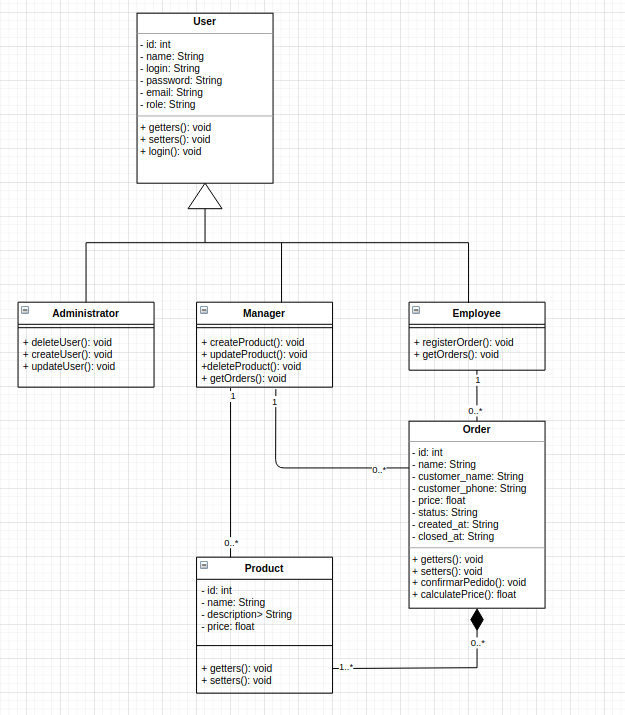 User
- id: int
- name: String
- login: String
- password: String
- email: String
- role: String
+ getters(): void
+ setters(): void
+ login(): void
Administrator
+ deleteUser(): void
+ createUser(): void
+ updateUser(): void
Manager
+ createProduct(): void
+ updateProduct(): void
+deleteProduct(): void
+ getOrders(): void
Employee
+ registerOrder(): void
+ getOrders(): void
1
0..*
1
0..*
1
0..*
Order
- id: int
- name: String
- customer_name: String
- customer_phone: String
- price: float
- status: String
- created_at: String
- closed_at: String
+ getters(): void
+ setters(): void
+ confirmarPedido(): void
+ calculatePrice(): float
Product
- id: int
- name: String
- description> String
- price: float
+ getters(): void
+ setters(): void
0..*
1..*